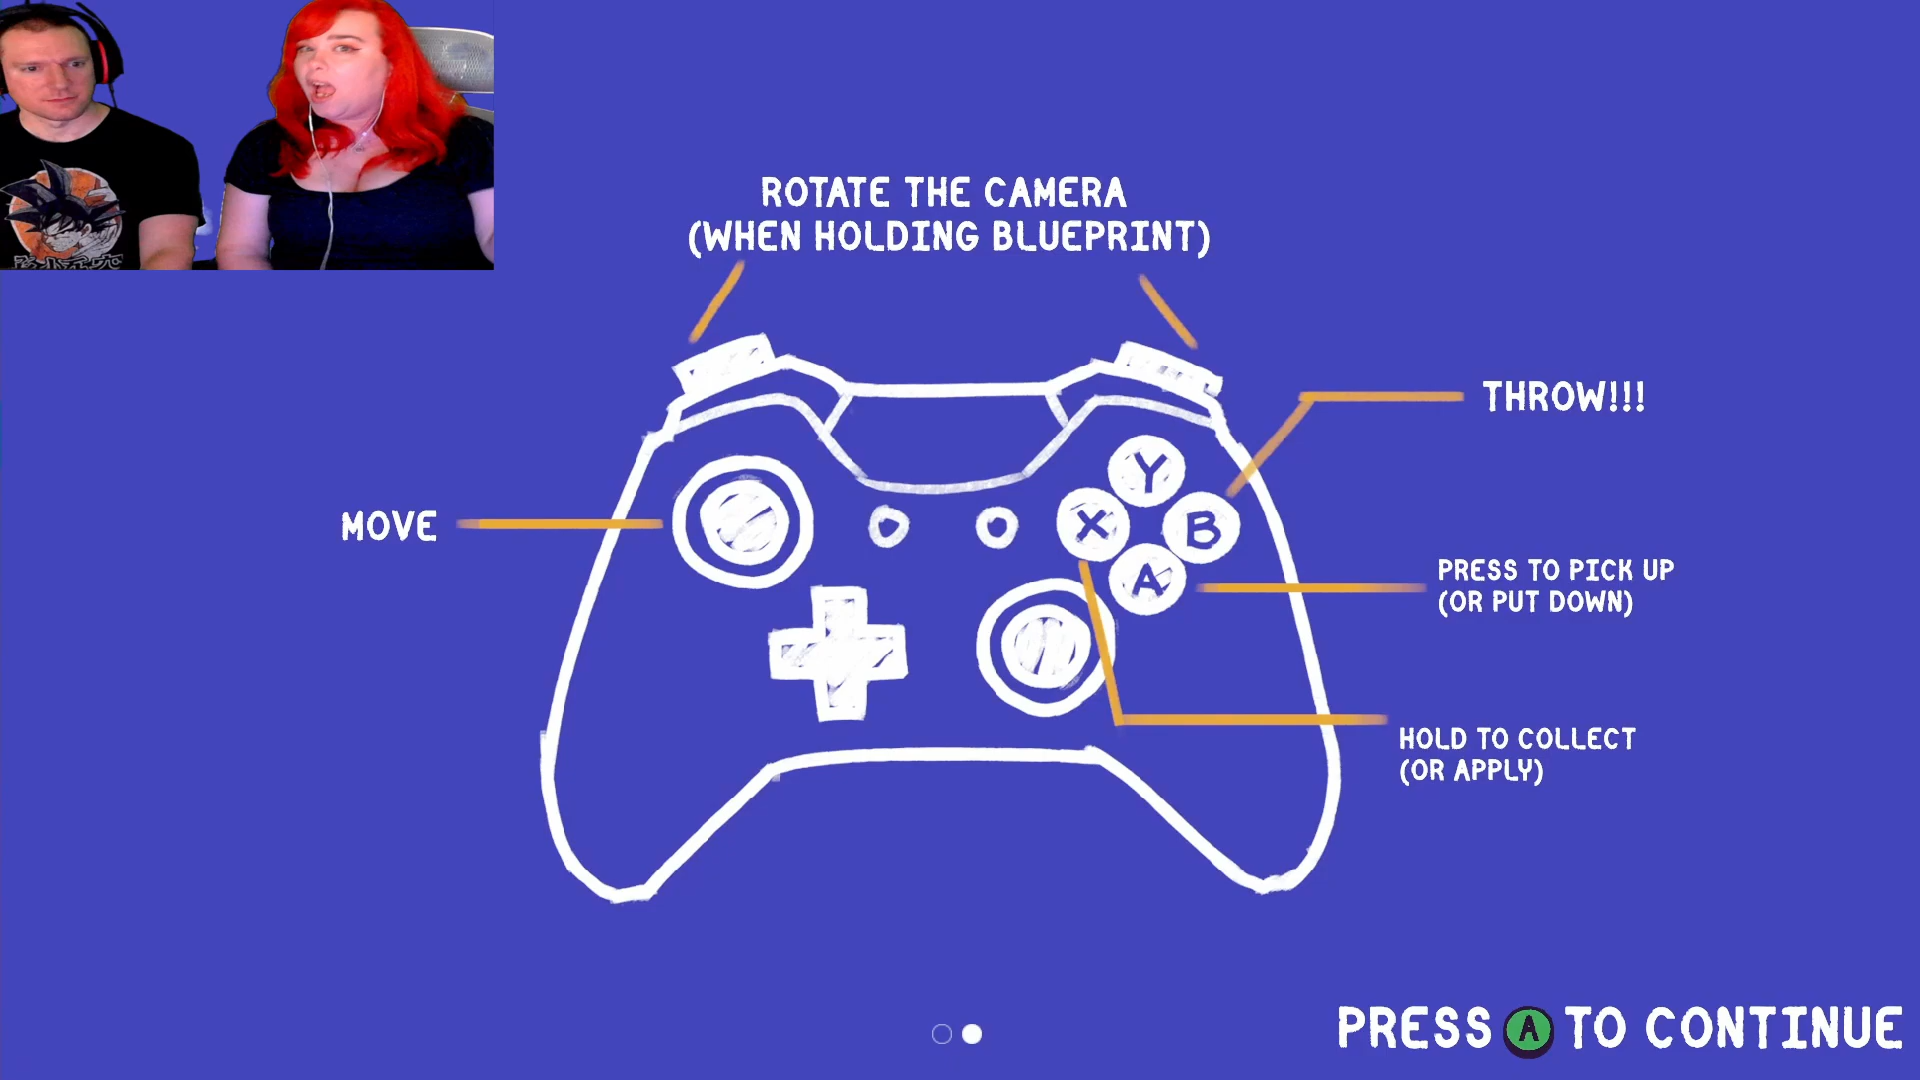 ROTATE THE CAMERA
(WHEN HOLDING BLUEPRINT)
THROW!!!
Y
X
B
A
MOVE
PRESS TO PICK UP
(OR PUT DOWN)
HOLD TO COLLECT
(OR APPLY)
PRESS A TO CONTINUE